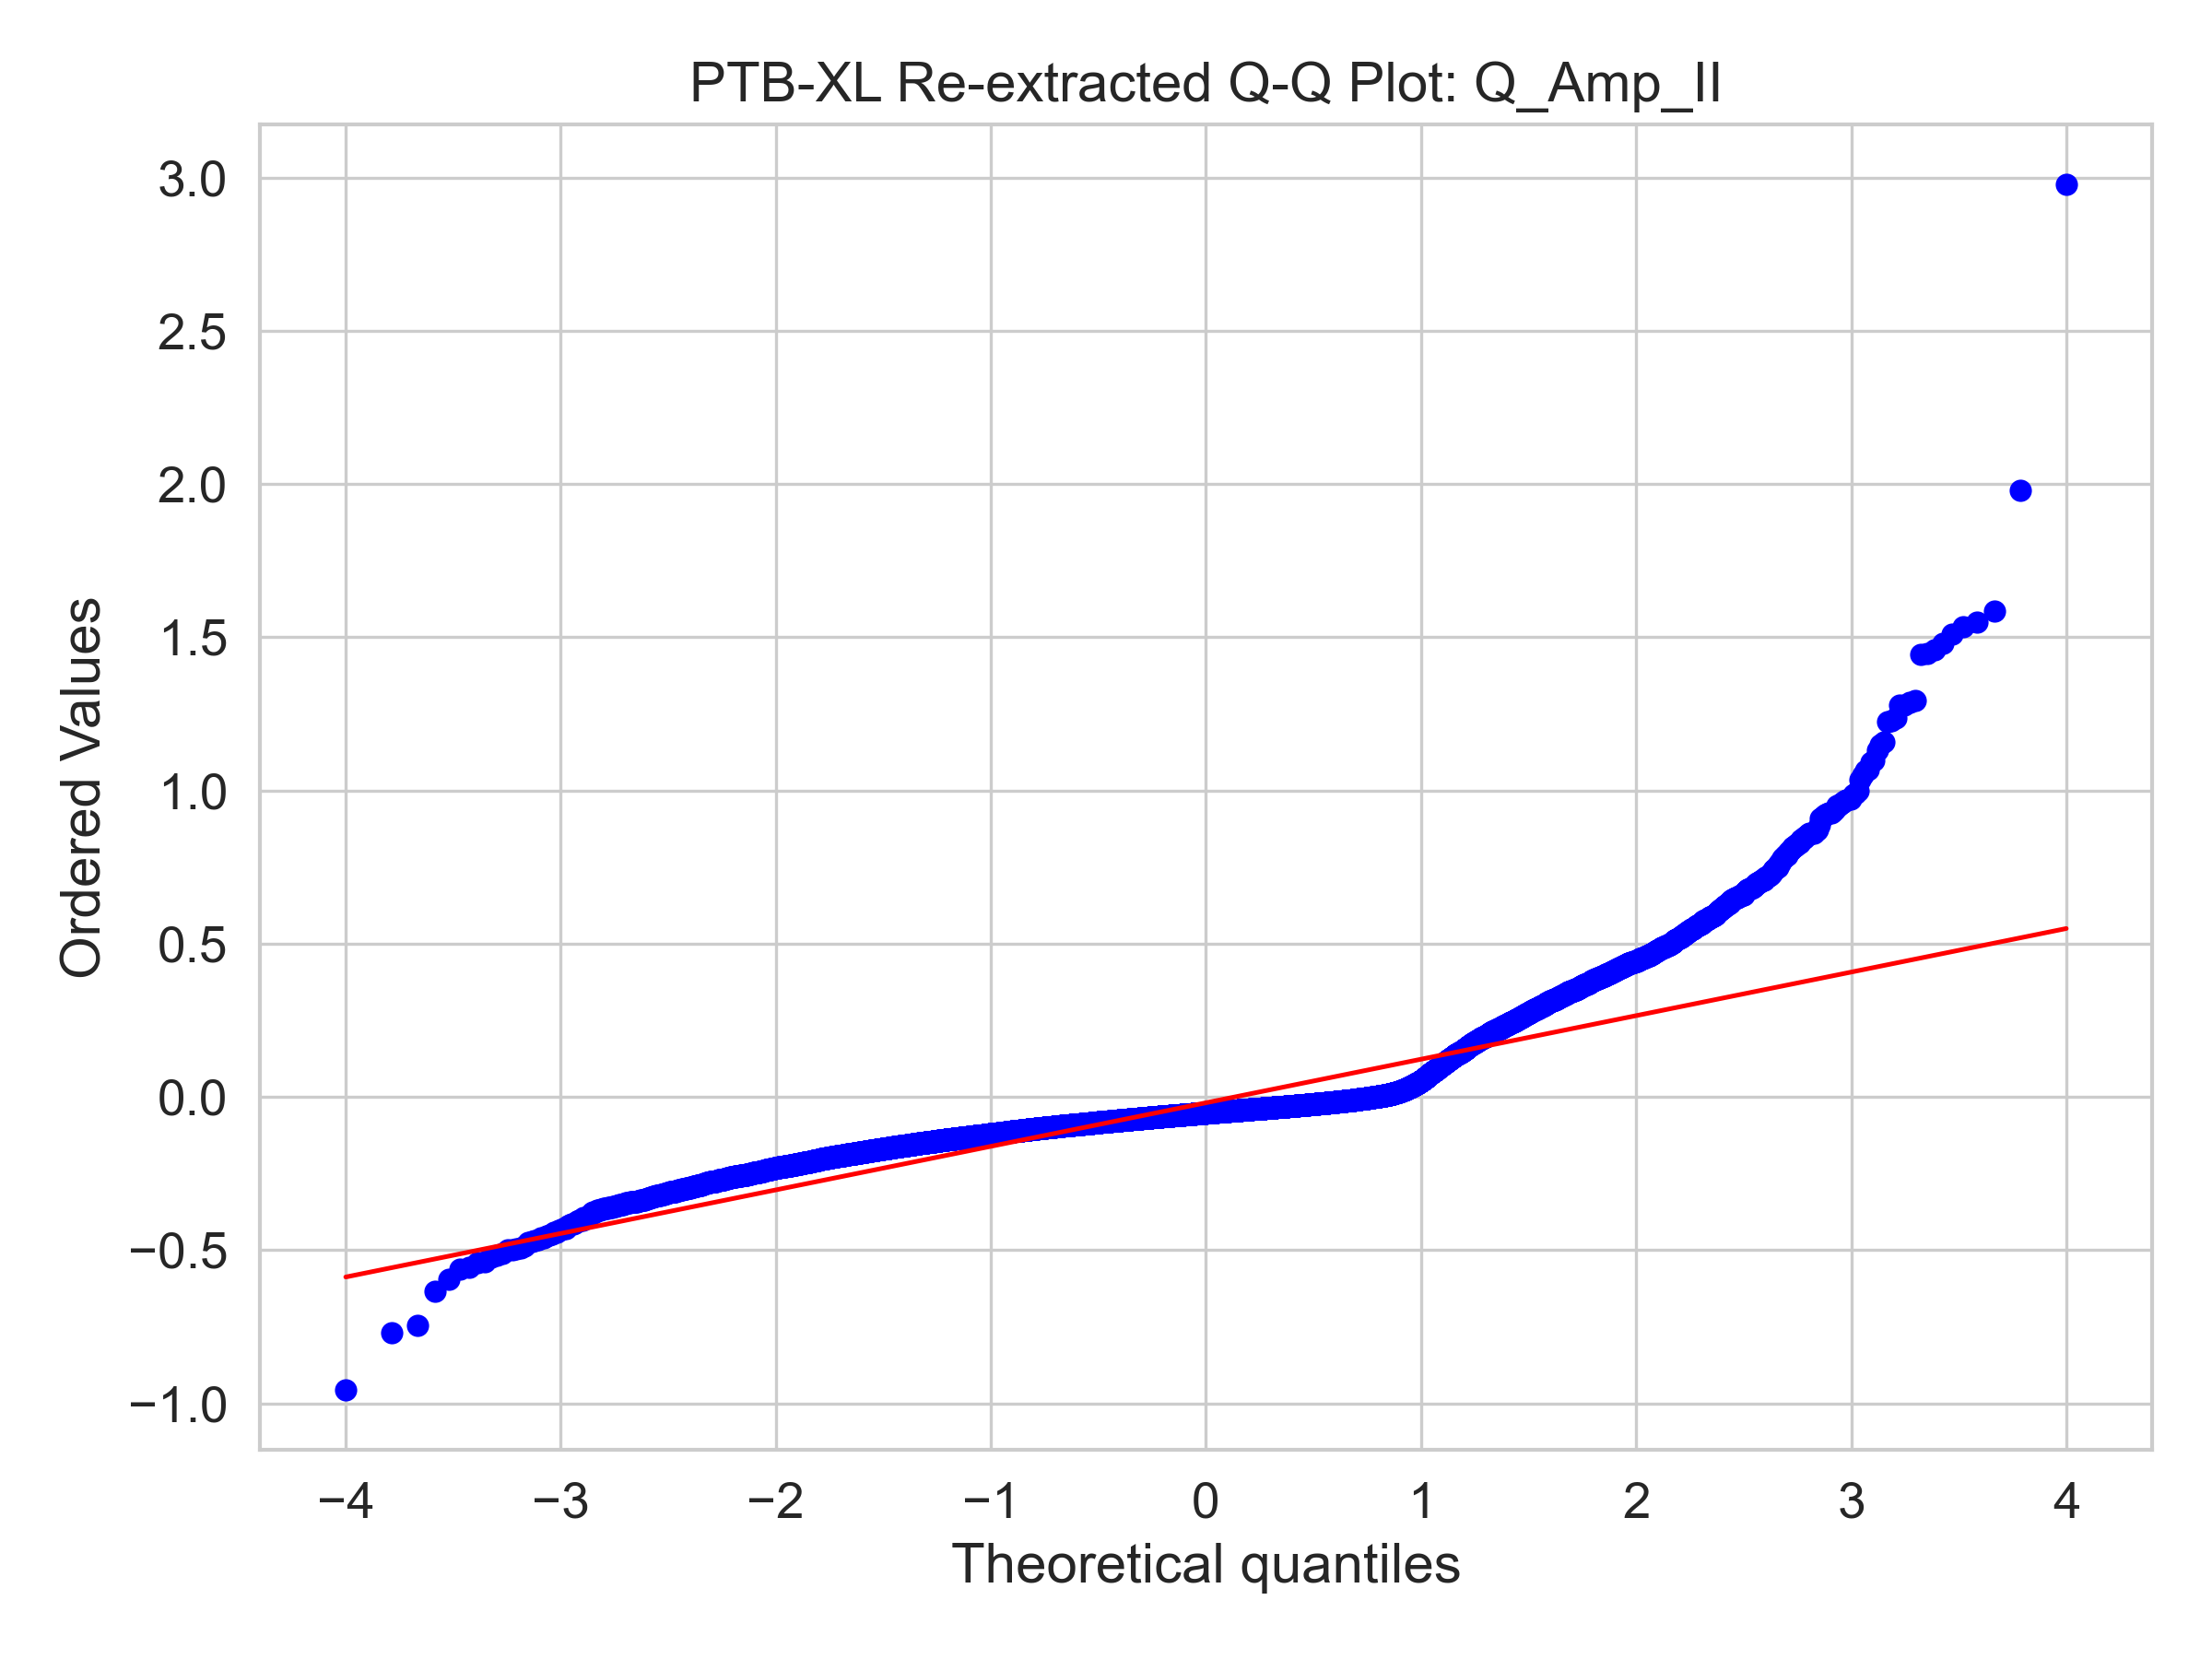 PTB-XL Re-extracted Q-Q Plot: Q_Amp_II
3.0
2.5
2.0
1.5
1.0
0.5
0.0
−0.5
−1.0
Ordered Values
−4 −3 −2 −1 0 1 2 3 4
Theoretical quantiles